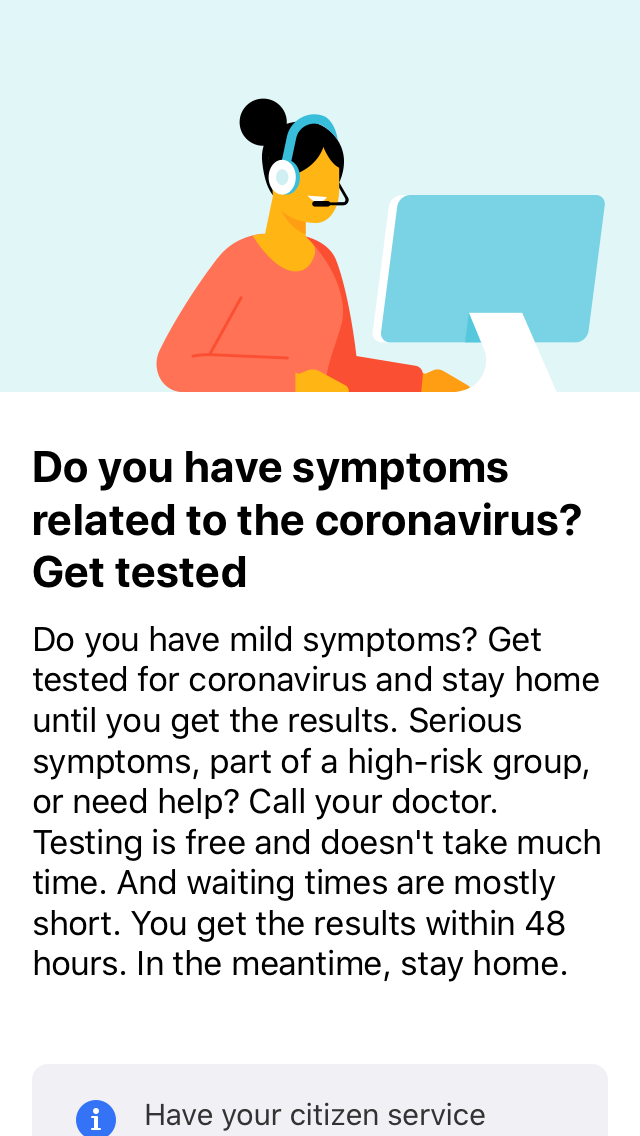 Do you have symptoms
related to the coronavirus?
Get tested
Do you have mild symptoms? Get
tested for coronavirus and stay home
until you get the results. Serious
symptoms, part of a high-risk group,
or need help? Call your doctor.
Testing is free and doesn't take much
time. And waiting times are mostly
short. You get the results within 48
hours. In the meantime, stay home.
Have your citizen service